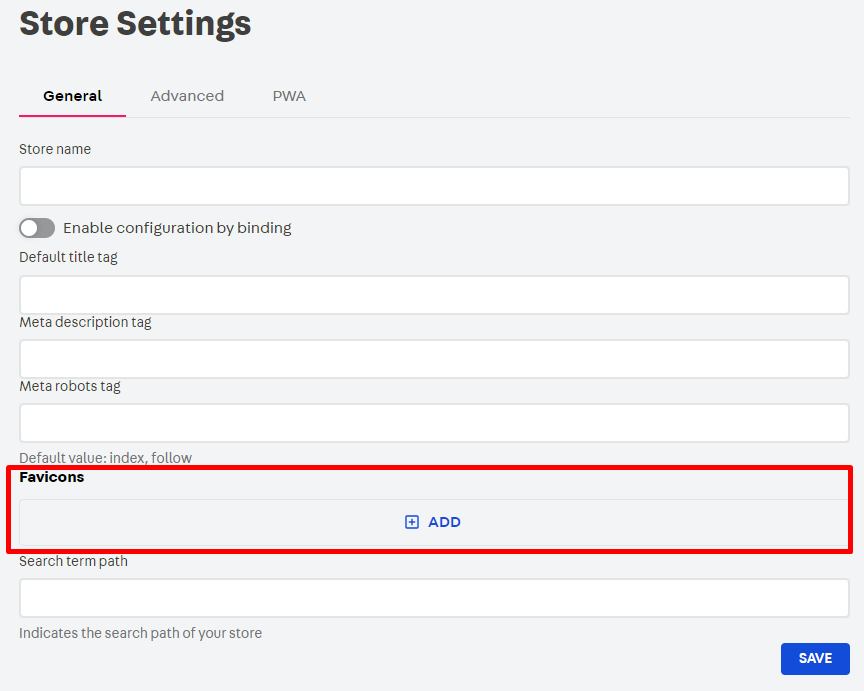 Store Settings
General Advanced PWA
Store name
Enable configuration by binding
Default title tag
Meta description tag
Meta robots tag
Default value: index, follow
Favicons
ADD
Search term path
Indicates the search path of your store
SAVE